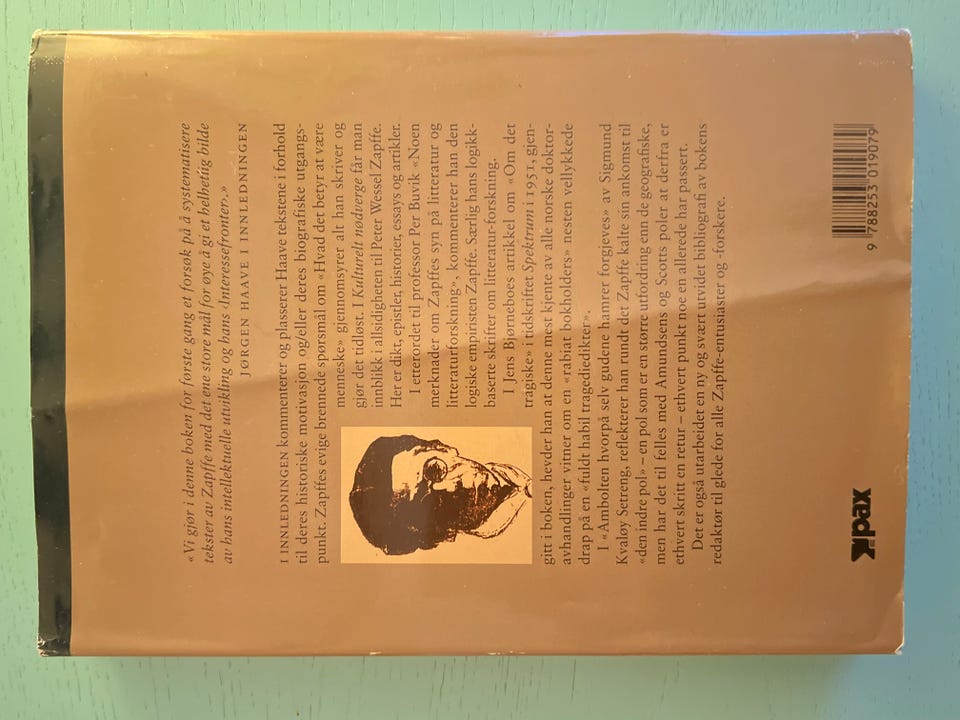 «Vi gjør i denne boken for første gang et forsøk på å systematisere
tekster av Zapffe med det ene store mål for øye å gi et helhetlig bilde
av hans intellektuelle utvikling og hans Interessefronter.»
JØRGEN HAAVE I INNLEDNINGEN
I INNLEDNINGEN kommenterer og plasserer Haave tekstene i forhold
til deres historiske motivasjon og/eller deres biografiske utgangs-
punkt. Zapffes evige brennede spørsmål om «Hvad det betyr at være
menneske» gjennomsyrer alt han skriver og
gjør det tidløst. I Kulturelt nødverge får man
innblikk i allsidigheten til Peter Wessel Zapffe.
Her er dikt, epistler, historier, essays og artikler.
I etterordet til professor Per Buvik «Noen
merknader om Zapffes syn på litteratur og
litteraturforskning», kommenterer han den
logiske empiristen Zapffe. Særlig hans logikk-
baserte skrifter om litteratur-forskning.
I Jens Bjørneboes artikkel om «Om det
tragiske» i tidskriftet Spektrum i 1951, gjen-
gitt i boken, hevder han at denne mest kjente av alle norske doktor-
avhandlinger vitner om en «rabiat bokholders» nesten vellykkede
drap på en «fuldt habil tragediedikter».
I «Ambolten hvorpå selv gudene hamrer forgjeves» av Sigmund
Kvaløy Setreng, reflekterer han rundt det Zapffe kalte sin ankomst til
«den indre pol» – en pol som er en større utfordring enn de geografiske,
men har det til felles med Amundsens og Scotts poler at derfra er
ethvert skritt en retur – ethvert punkt noe en allerede har passert.
Det er også utarbeidet en ny og svært utvidet bibliografi av bokens
redaktør til glede for alle Zapffe-entusiaster og -forskere.
pax
9 788253 019079